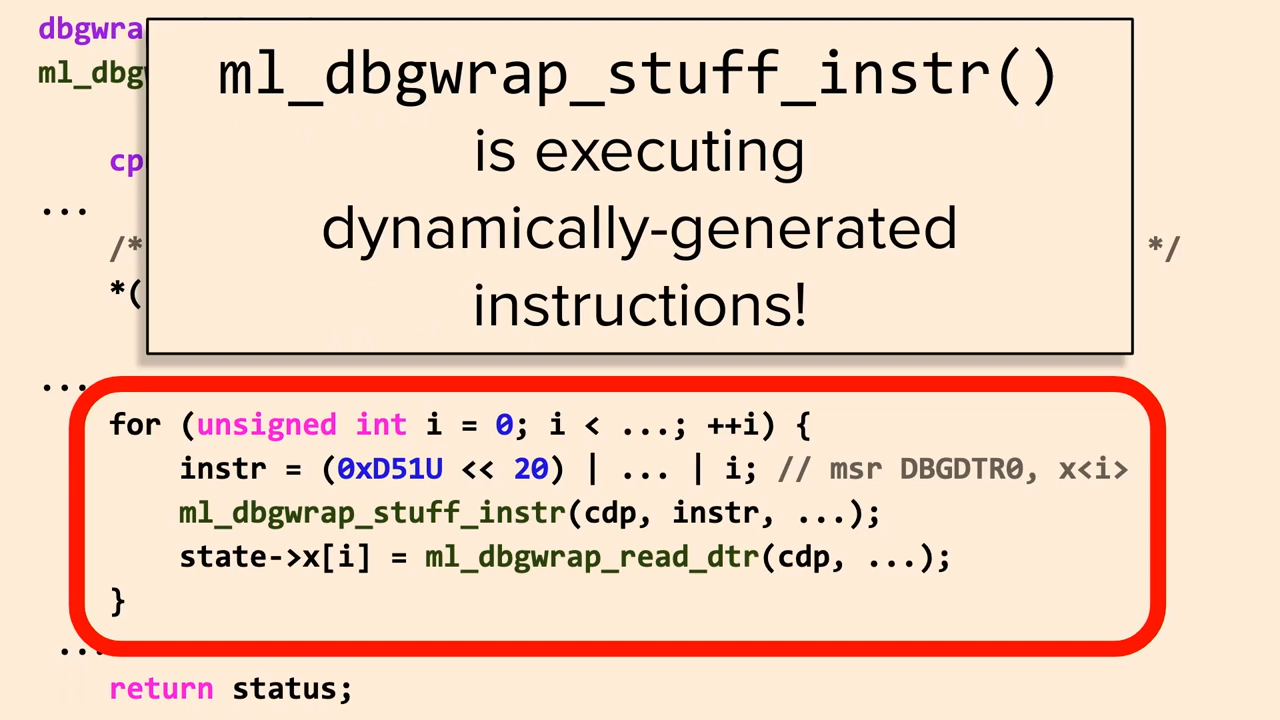 dbgwra
ml_dbgw
ml_dbgwrap_stuff_instr()
is executing
dynamically-generated
instructions!
cp
...
/* */
*(
...
for (unsigned int i = 0; i < ...; ++i) {
instr = (0xD51U << 20) | ... | i; // msr DBGDTR0, x<i>
ml_dbgwrap_stuff_instr(cdp, instr, ...);
state->x[i] = ml_dbgwrap_read_dtr(cdp, ...);
}
...
return status;